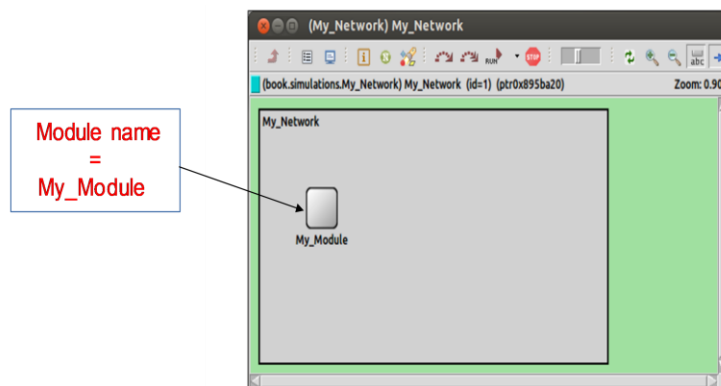 (My_Network) My_Network
RUN
STOP
abc
(book.simulations.My_Network) My_Network (id=1) (ptr0x895ba20)
Zoom: 0.90
My_Network
Module name
=
My_Module
My_Module